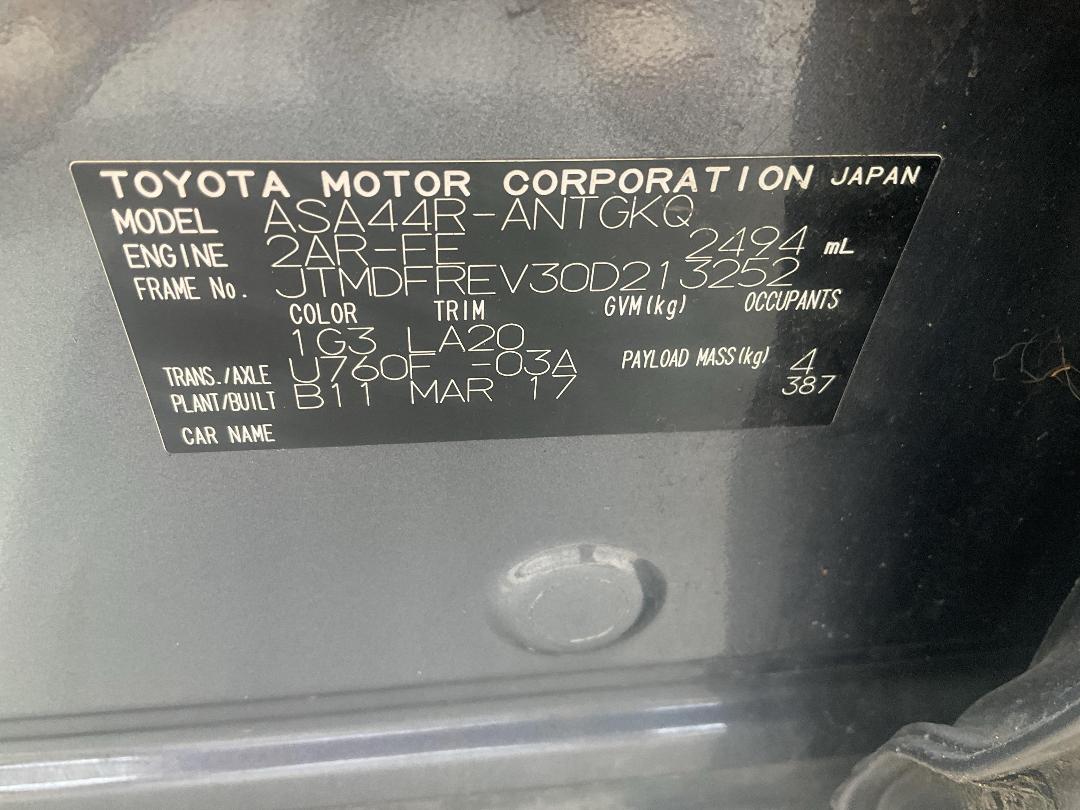 TOYOTA MOTOR CORPORATION JAPAN
MODEL ASA44R-ANTGKQ
ENGINE 2AR-FE 2494 mL
FRAME No. JTMDFREV30D213252
COLOR TRIM GVM(kg) OCCUPANTS
1G3 LA20
TRANS./AXLE U760F -03A PAYLOAD MASS(kg) 4
PLANT/BUILT B11 MAR 17 387
CAR NAME